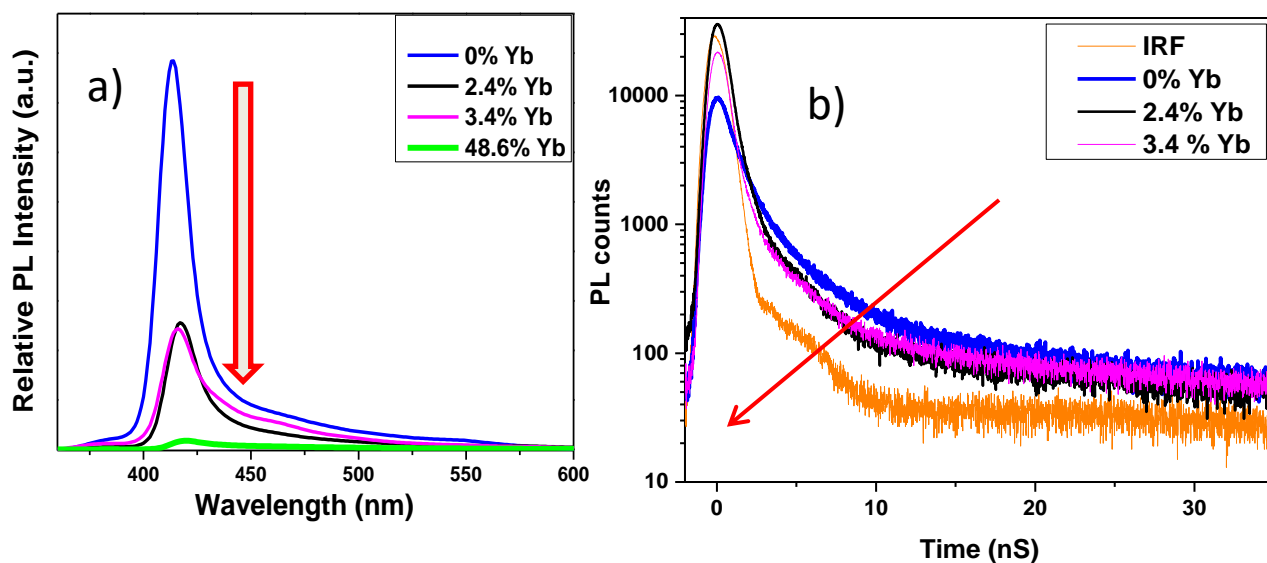 a)
0% Yb
2.4% Yb
3.4% Yb
48.6% Yb
Relative PL Intensity (a.u.)
400 450 500 550 600
Wavelength (nm)
b)
IRF
0% Yb
2.4% Yb
3.4 % Yb
PL counts
10000
1000
100
10
0 10 20 30
Time (nS)